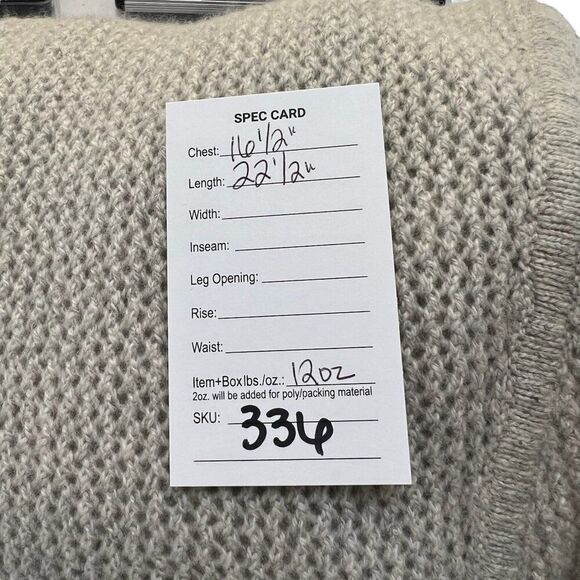 SPEC CARD
Chest: 16 1/2"
Length: 22 1/2"
Width:
Inseam:
Leg Opening:
Rise:
Waist:
Item+Box lbs./oz.: 12oz
2oz. will be added for poly/packing material
SKU: 336